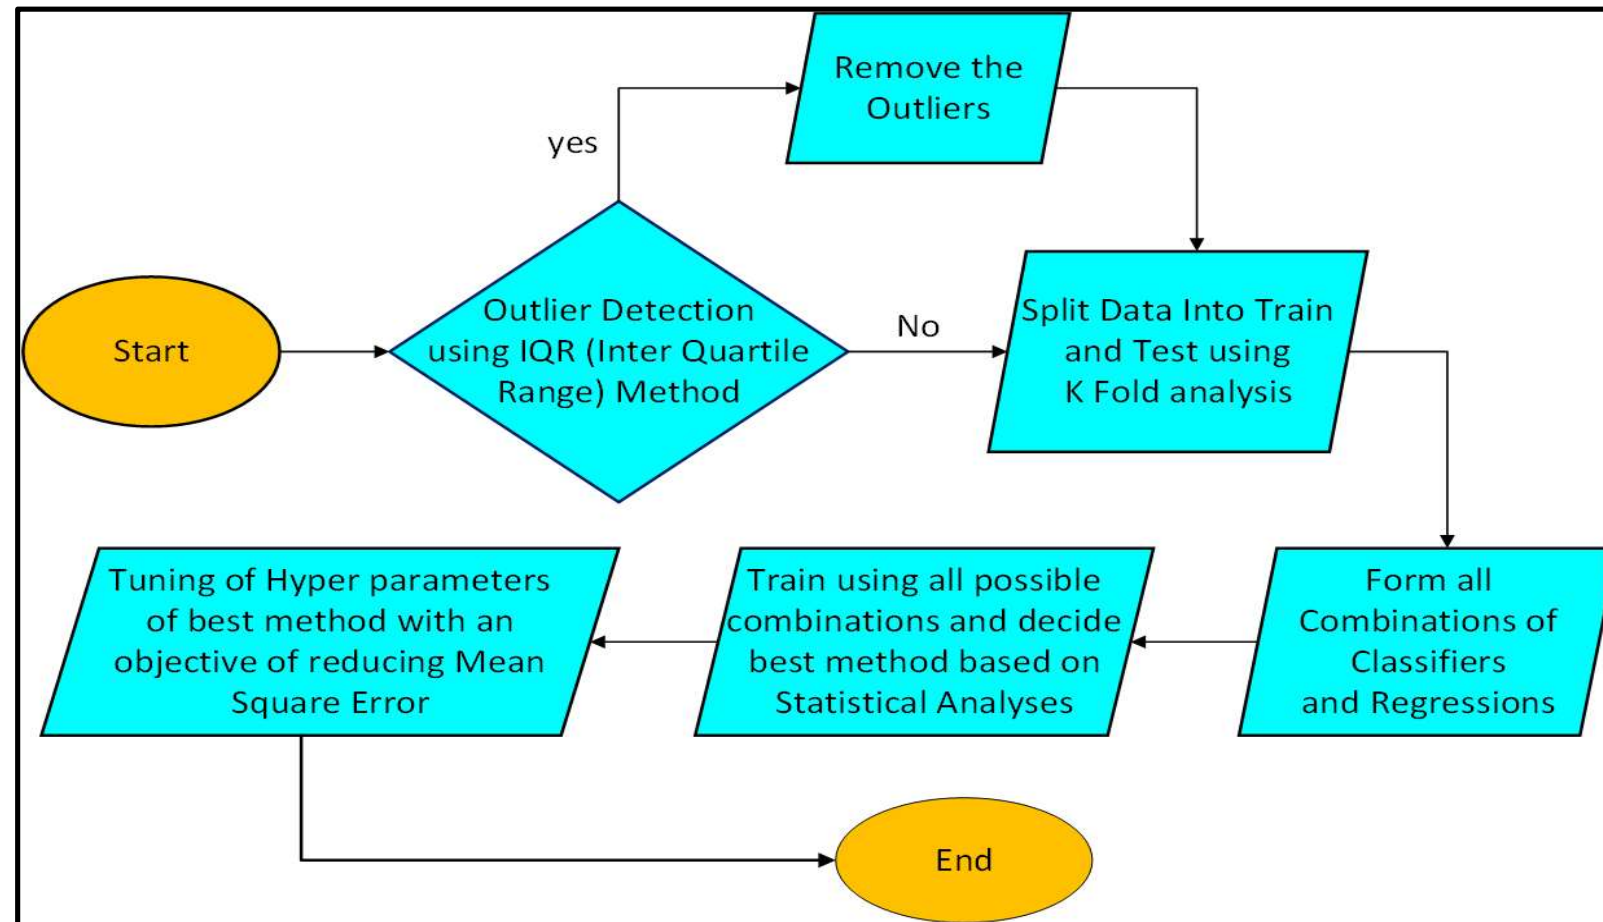 Start
Outlier Detection
using IQR (Inter Quartile
Range) Method
yes
Remove the
Outliers
No
Split Data Into Train
and Test using
K Fold analysis
Form all
Combinations of
Classifiers
and Regressions
Train using all possible
combinations and decide
best method based on
Statistical Analyses
Tuning of Hyper parameters
of best method with an
objective of reducing Mean
Square Error
End